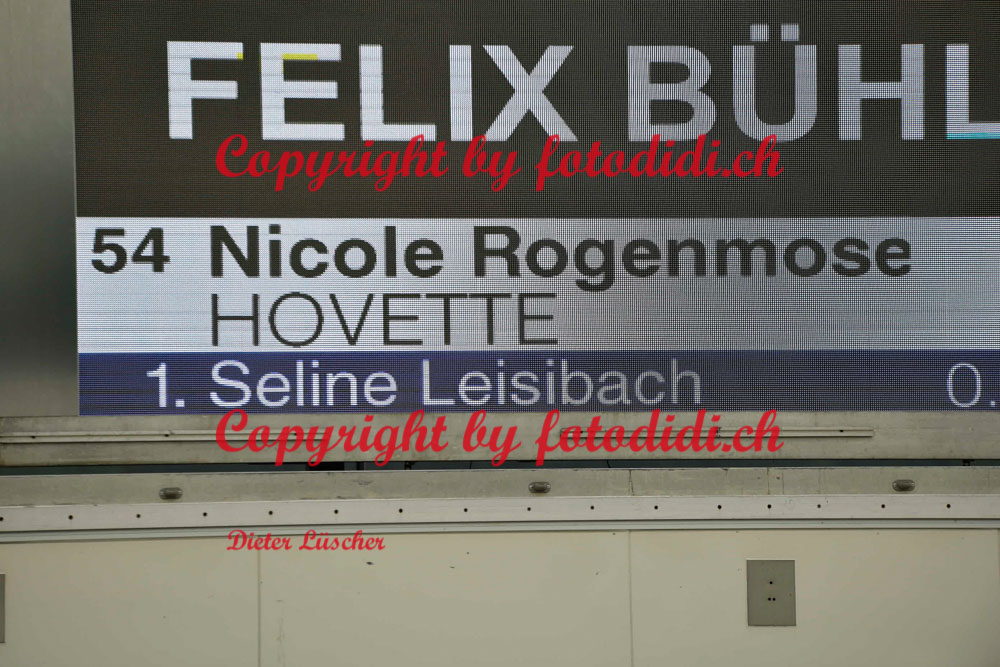 FELIX BÜHL
Copyright by fotodidi.ch
54 Nicole Rogenmose
HOVETTE
1. Seline Leisibach 0.
Copyright by fotodidi.ch
Dieter Lüscher